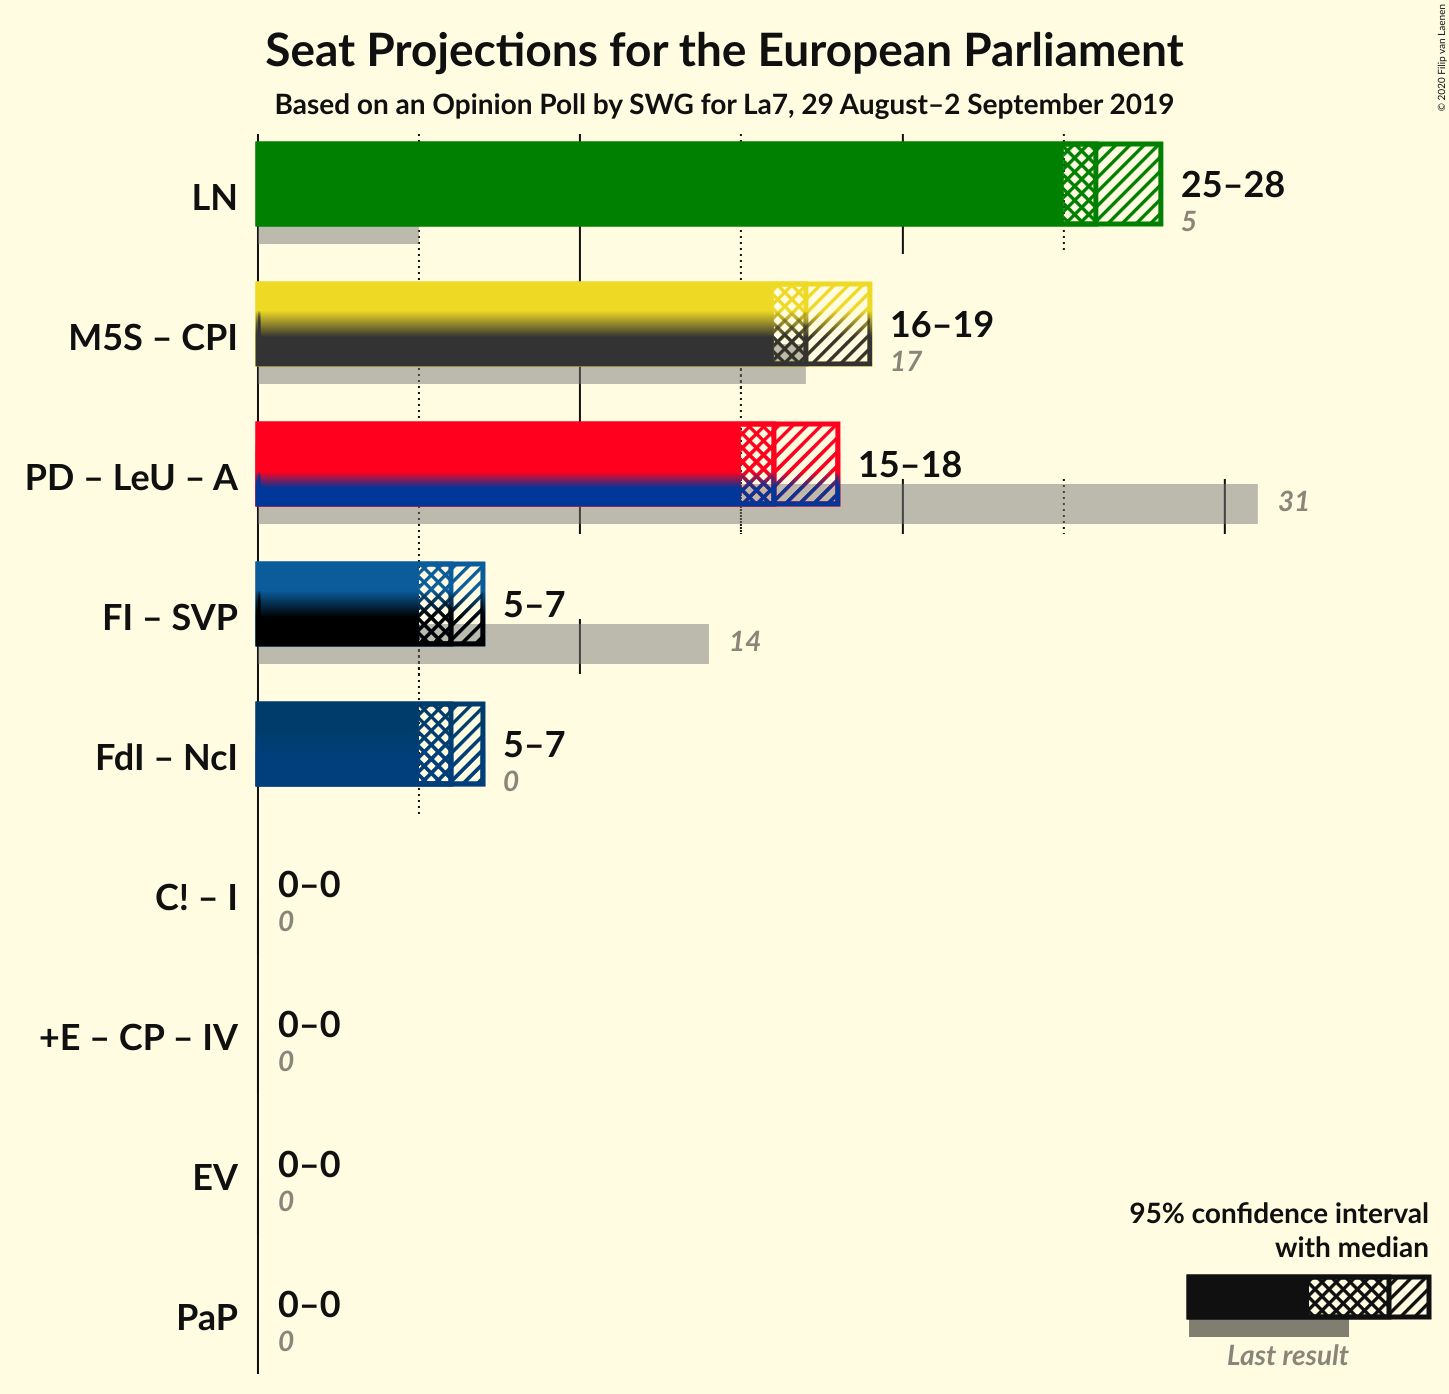 Seat Projections for the European Parliament
Based on an Opinion Poll by SWG for La7, 29 August–2 September 2019
© 2020 Filip van Laenen
LN
25–28
5
M5S – CPI
16–19
17
PD – LeU – A
15–18
31
FI – SVP
5–7
14
FdI – NcI
5–7
0
C! – I
0–0
0
+E – CP – IV
0–0
0
EV
0–0
0
PaP
0–0
0
95% confidence interval
with median
Last result